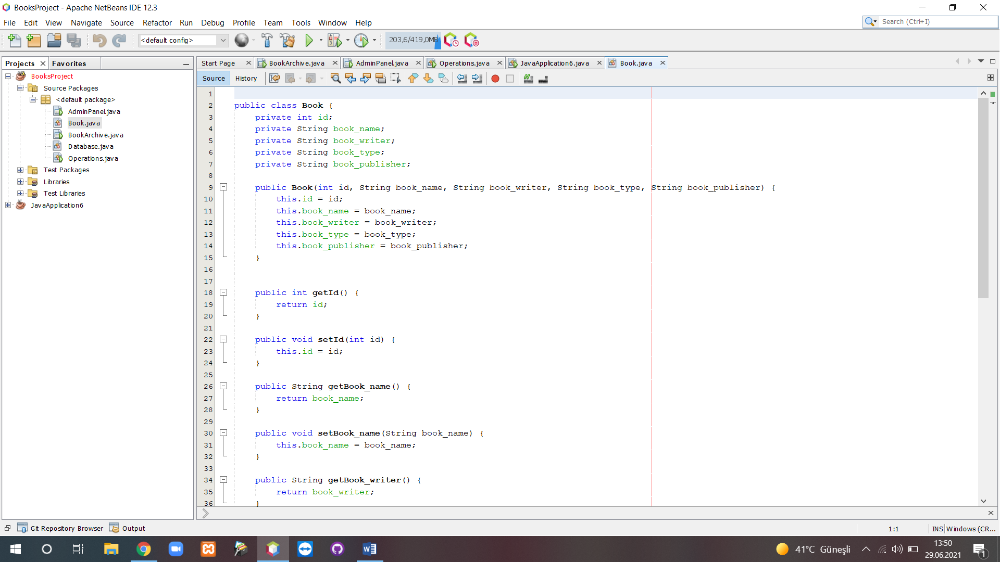 BooksProject - Apache NetBeans IDE 12.3
File Edit View Navigate Source Refactor Run Debug Profile Team Tools Window Help
Search (Ctrl+I)
<default config>
203,6/419,0MB
Projects Favorites
Start Page BookArchive.java AdminPanel.java Operations.java JavaApplication6.java Book.java
Source History
BooksProject
Source Packages
<default package>
AdminPanel.java
Book.java
BookArchive.java
Database.java
Operations.java
Test Packages
Libraries
Test Libraries
JavaApplication6
1
2 public class Book {
3 private int id;
4 private String book_name;
5 private String book_writer;
6 private String book_type;
7 private String book_publisher;
8
9 public Book(int id, String book_name, String book_writer, String book_type, String book_publisher) {
10 this.id = id;
11 this.book_name = book_name;
12 this.book_writer = book_writer;
13 this.book_type = book_type;
14 this.book_publisher = book_publisher;
15 }
16
17
18 public int getId() {
19 return id;
20 }
21
22 public void setId(int id) {
23 this.id = id;
24 }
25
26 public String getBook_name() {
27 return book_name;
28 }
29
30 public void setBook_name(String book_name) {
31 this.book_name = book_name;
32 }
33
34 public String getBook_writer() {
35 return book_writer;
36 }
Git Repository Browser Output
1:1 INS Windows (CR...
41°C Güneşli
13:50
29.06.2021
1